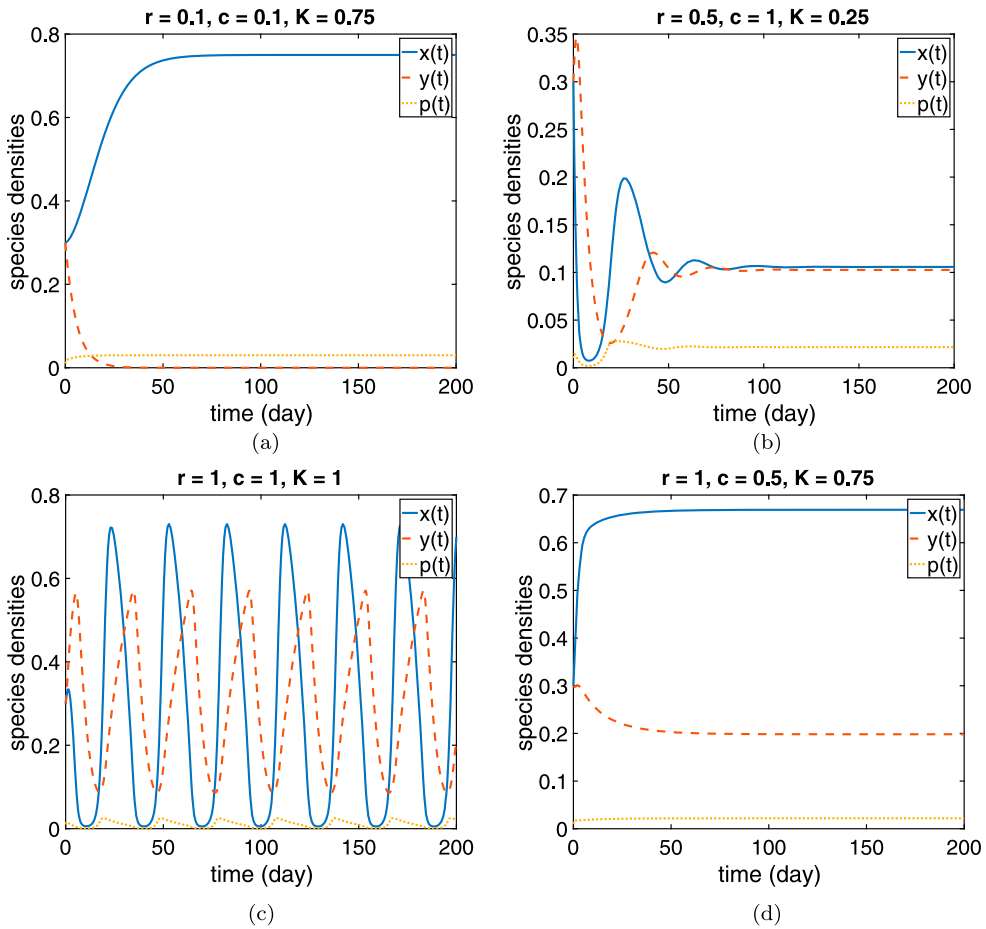 r = 0.1, c = 0.1, K = 0.75
0.8
0.6
0.4
0.2
0
species densities
x(t)
y(t)
p(t)
0 50 100 150 200
time (day)
(a)
r = 0.5, c = 1, K = 0.25
0.35
0.3
0.25
0.2
0.15
0.1
0.05
0
species densities
x(t)
y(t)
p(t)
0 50 100 150 200
time (day)
(b)
r = 1, c = 1, K = 1
0.8
0.6
0.4
0.2
0
species densities
x(t)
y(t)
p(t)
0 50 100 150 200
time (day)
(c)
r = 1, c = 0.5, K = 0.75
0.7
0.6
0.5
0.4
0.3
0.2
0.1
0
species densities
x(t)
y(t)
p(t)
0 50 100 150 200
time (day)
(d)